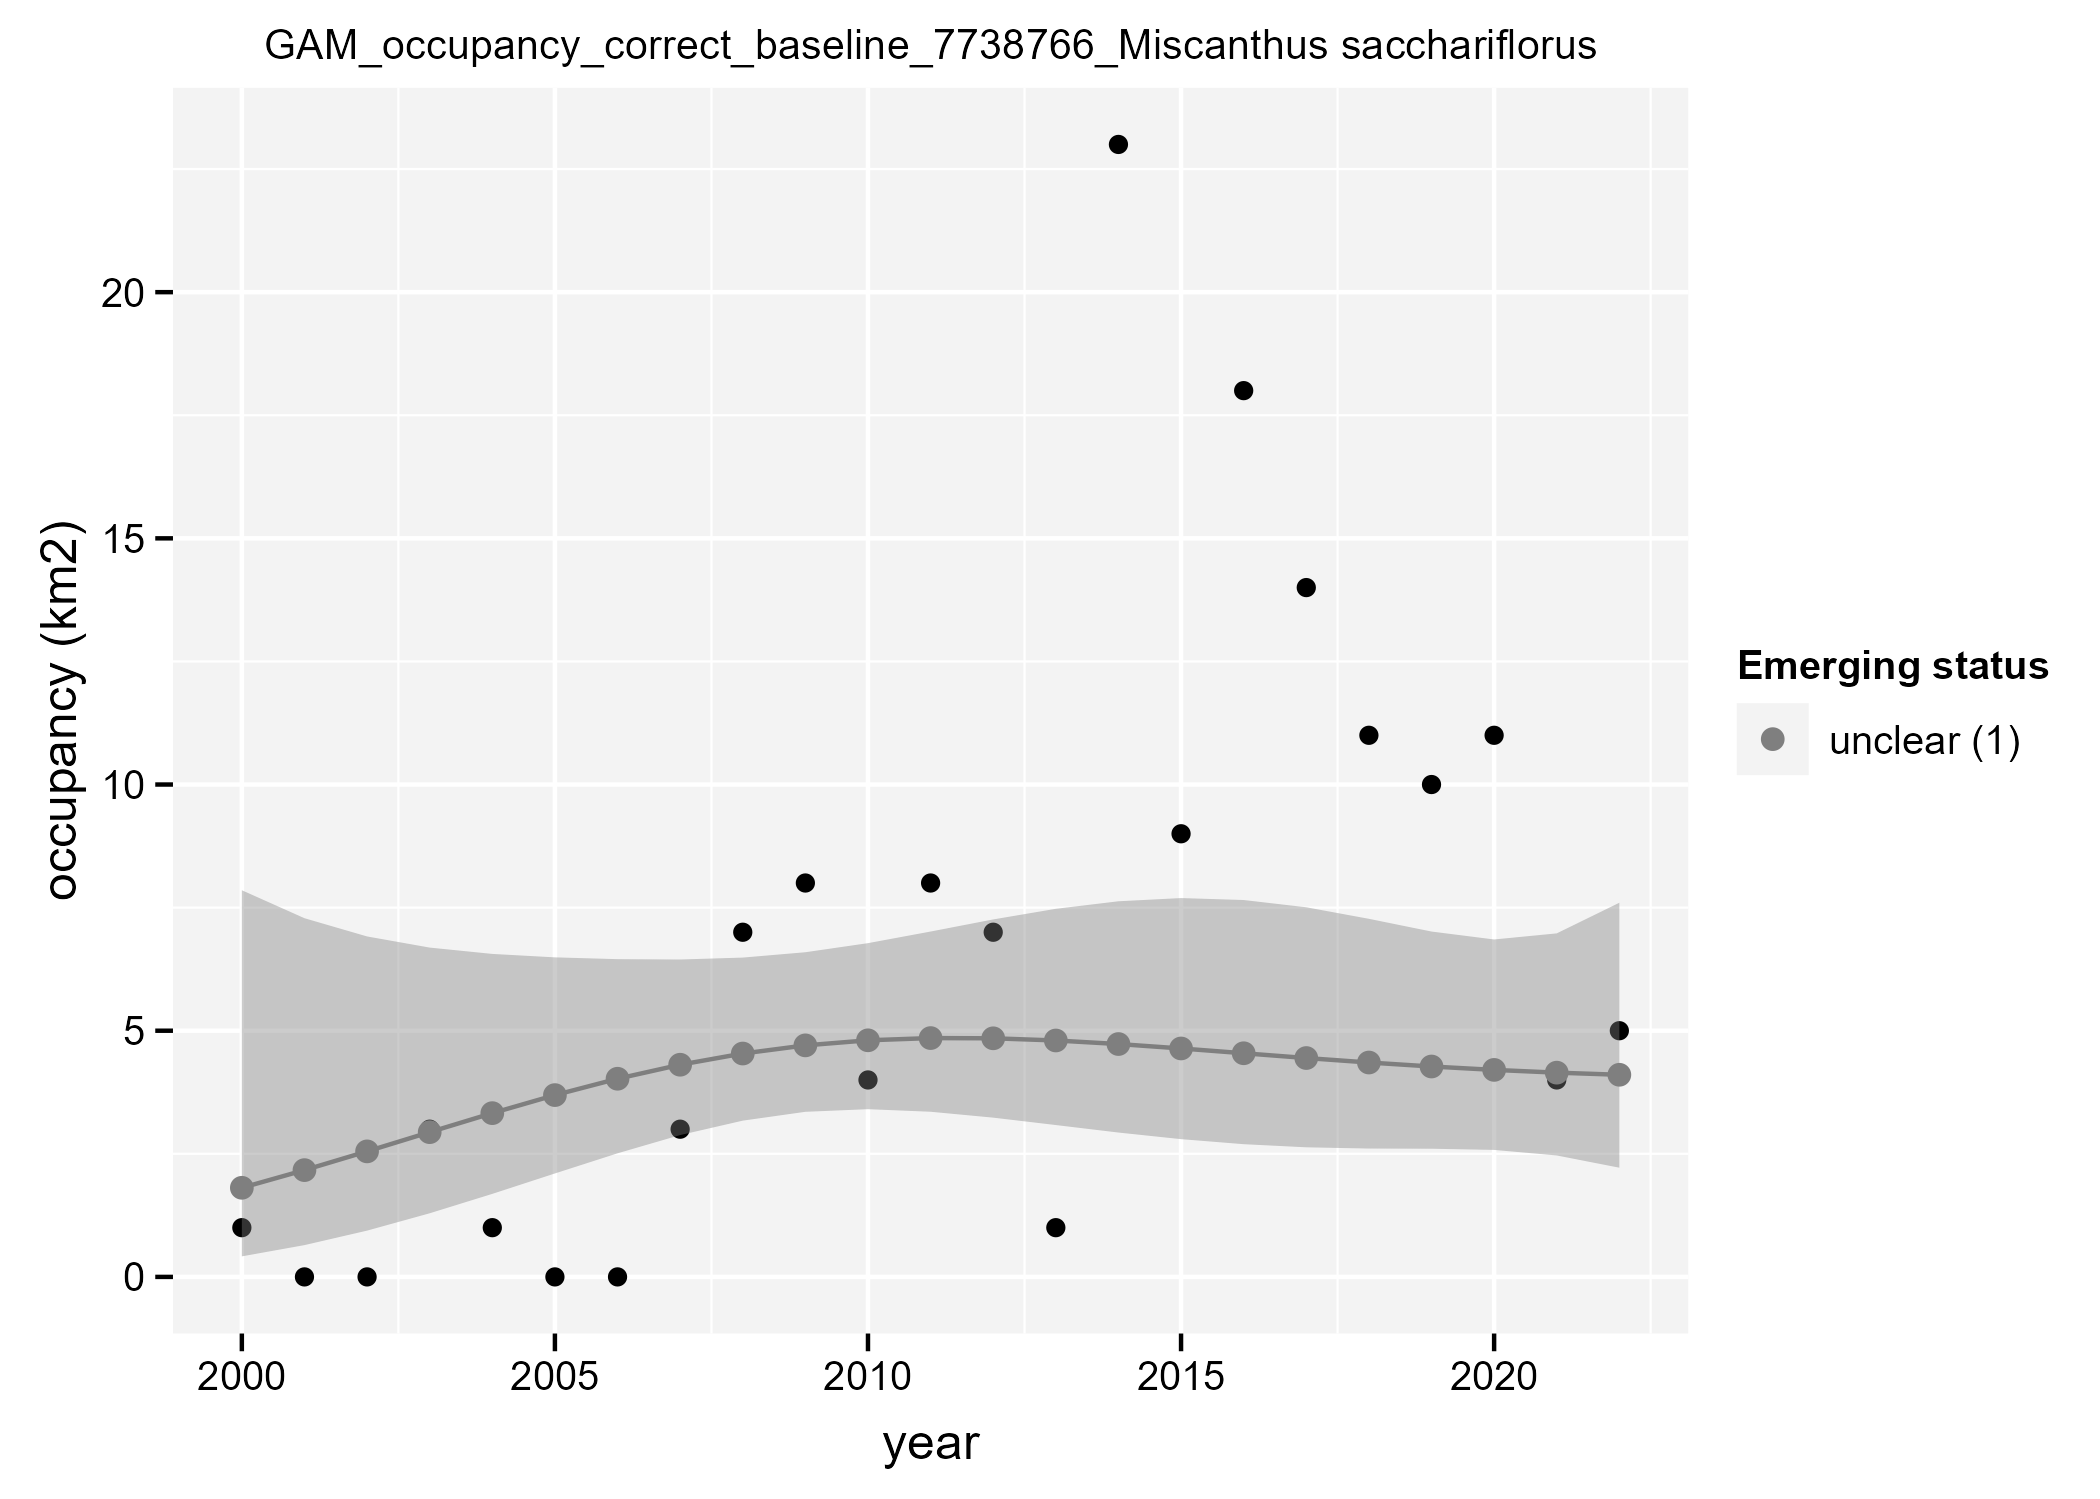 GAM_occupancy_correct_baseline_7738766_Miscanthus sacchariflorus
occupancy (km2)
20
15
10
5
0
2000 2005 2010 2015 2020
year
Emerging status
unclear (1)